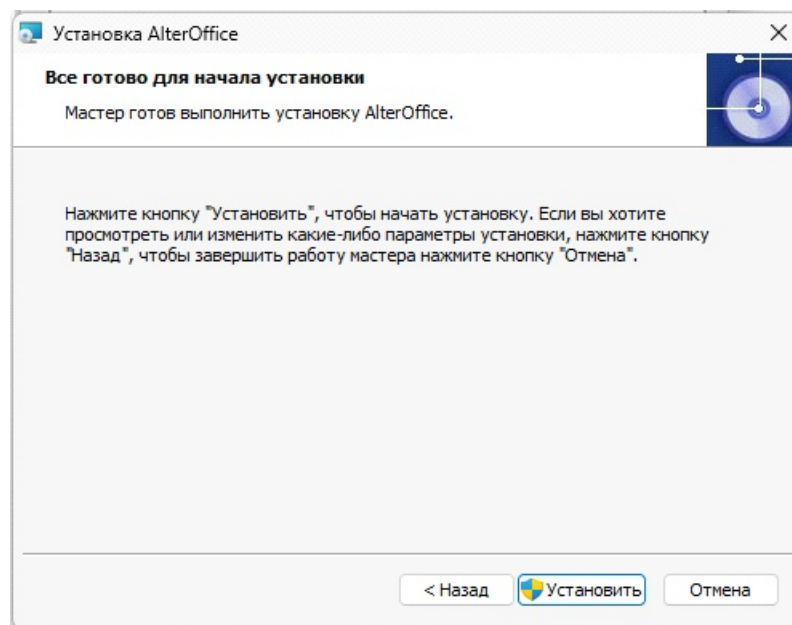 Установка AlterOffice
Все готово для начала установки
Мастер готов выполнить установку AlterOffice.
Нажмите кнопку "Установить", чтобы начать установку. Если вы хотите
просмотреть или изменить какие-либо параметры установки, нажмите кнопку
"Назад", чтобы завершить работу мастера нажмите кнопку "Отмена".
< Назад
Установить
Отмена